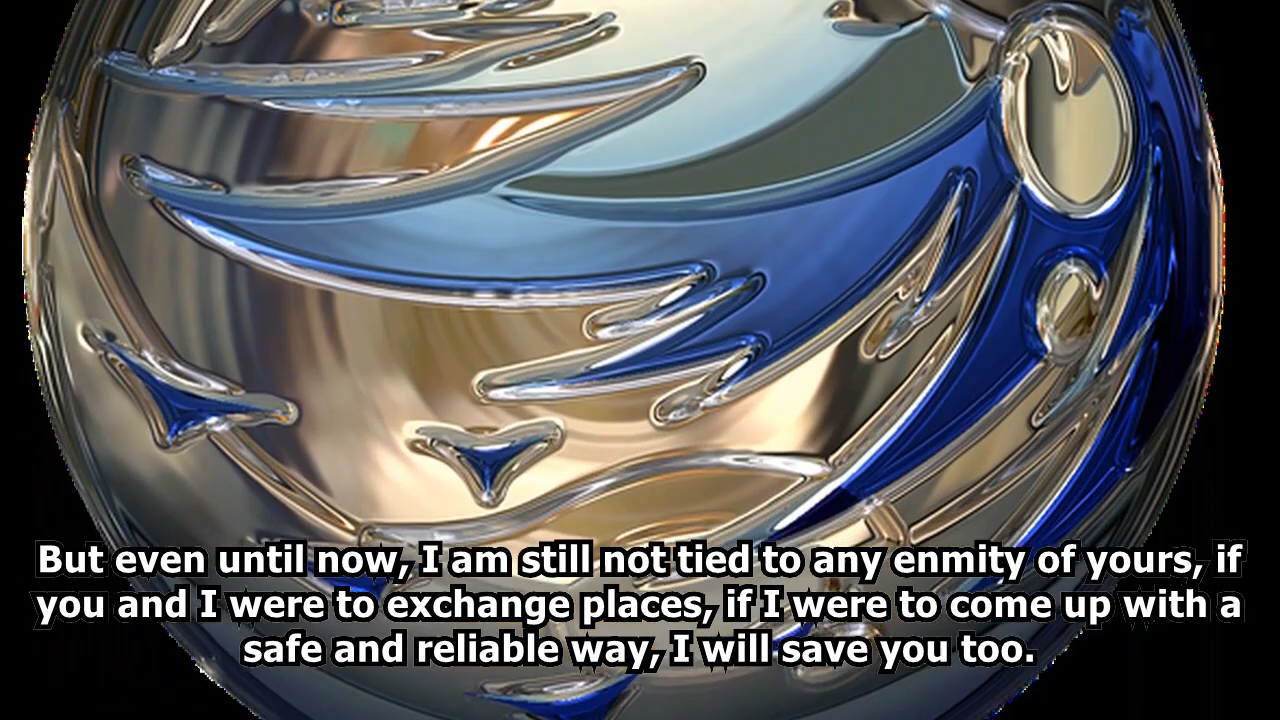 But even until now, I am still not tied to any enmity of yours, if
you and I were to exchange places, if I were to come up with a
safe and reliable way, I will save you too.